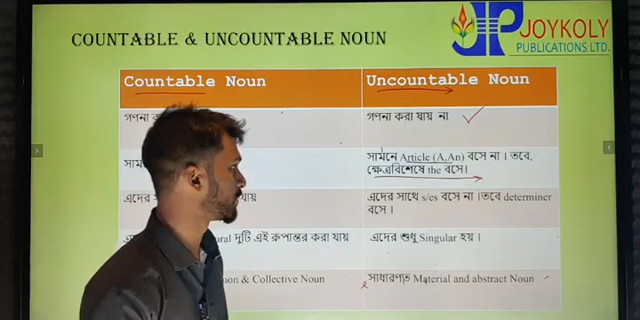 COUNTABLE & UNCOUNTABLE NOUN
JOYKOLY
PUBLICATIONS LTD.
Countable Noun
Uncountable Noun
গণনা
গণনা করা যায় না
সামনে Article (A.An) বসে না । তবে,
ক্ষেত্রবিশেষে the বসে।
এদের
যায়
এদের সাথে s/es বসে না ।তবে determiner
বসে ।
দুটি এই রুপান্তর করা যায়
এদের শুধু Singular হয় ।
& Collective Noun
সাধারণত Material and abstract Noun